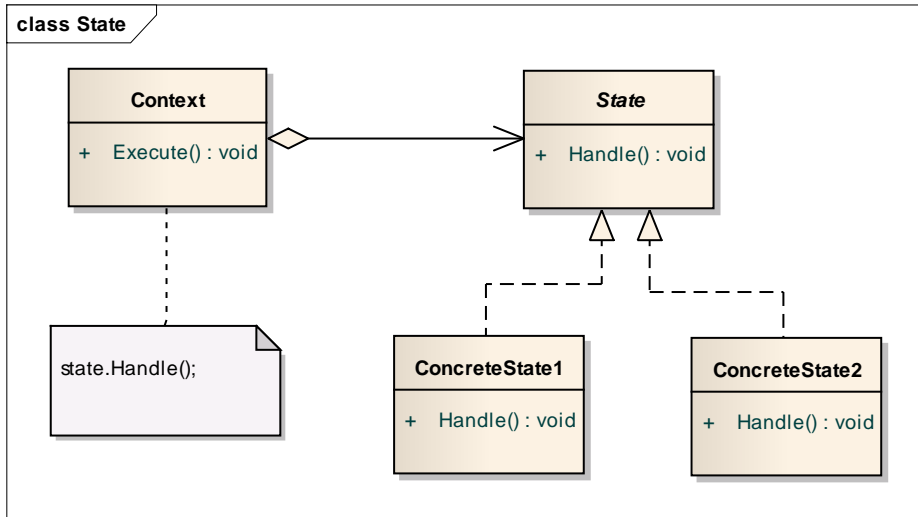 class State
Context
+ Execute() : void
State
+ Handle() : void
state.Handle();
ConcreteState1
+ Handle() : void
ConcreteState2
+ Handle() : void